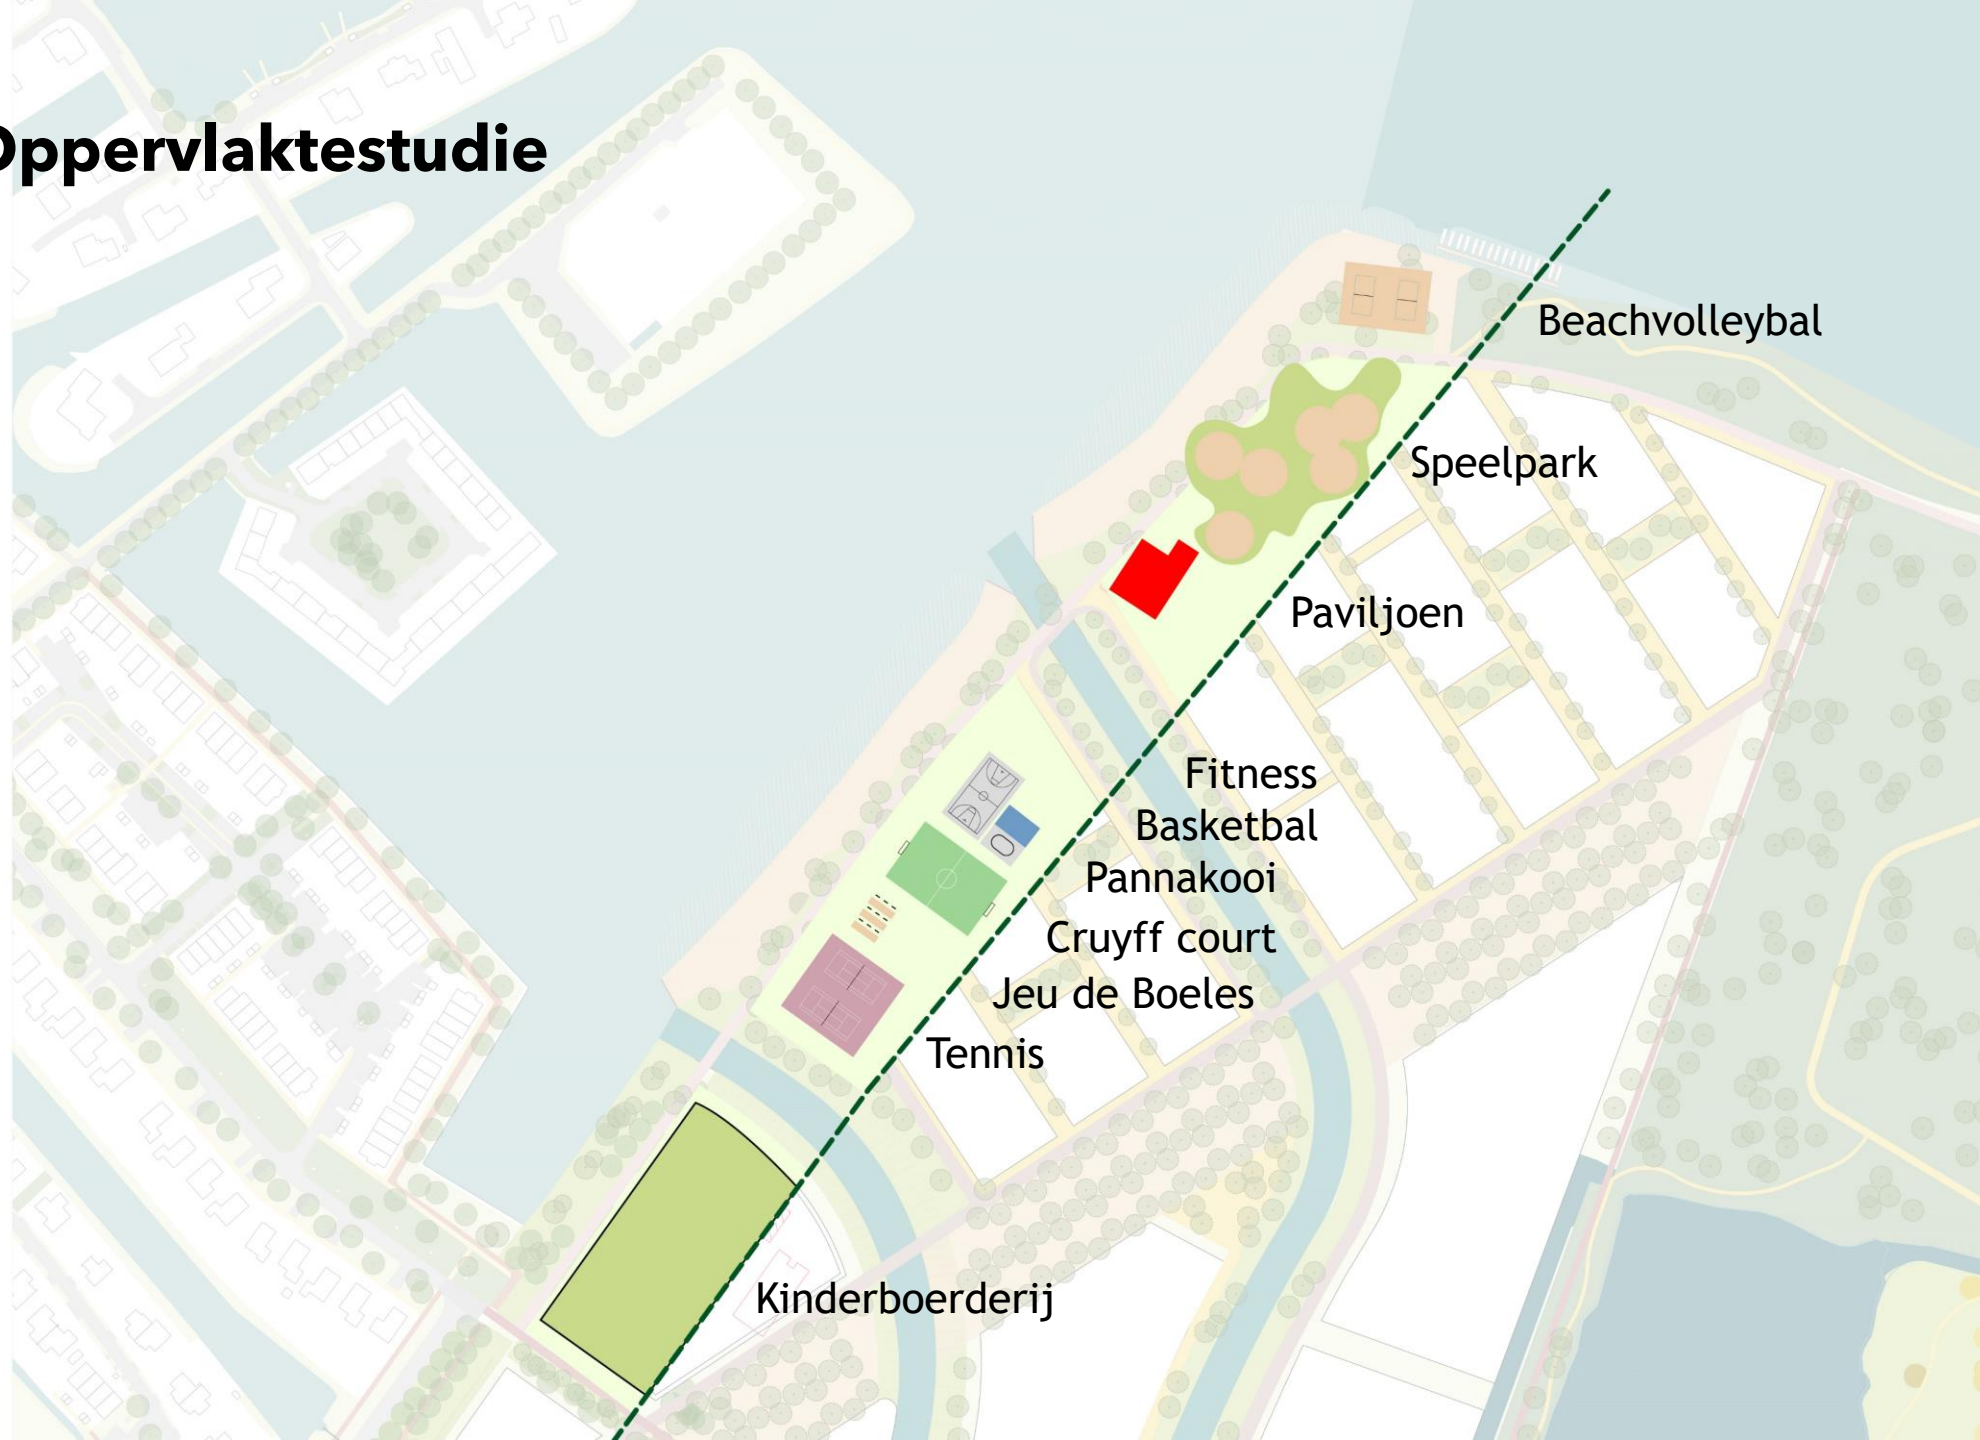 Oppervlaktestudie
Beachvolleybal
Speelpark
Paviljoen
Fitness
Basketbal
Pannakooi
Cruyff court
Jeu de Boeles
Tennis
Kinderboerderij